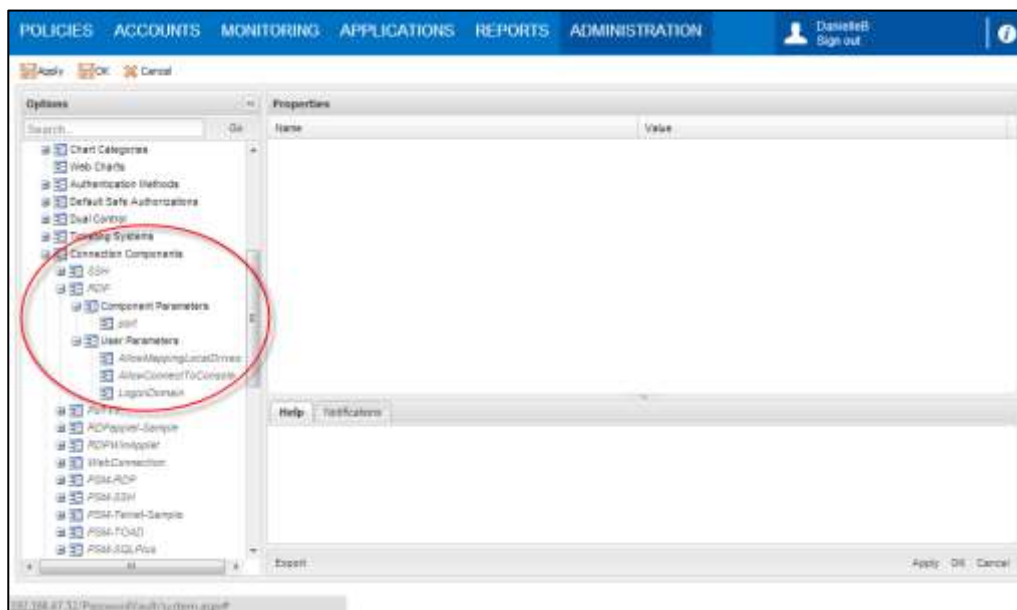 POLICIES ACCOUNTS MONITORING APPLICATIONS REPORTS ADMINISTRATION DanielleB
Sign out
Apply OK Cancel
Options
Properties
Search... Go
Name Value
Chart Categories
Web Charts
Authentication Methods
Default Safe Authorizations
Dual Control
Ticketing Systems
Connection Components
SSH
RDP
Component Parameters
port
User Parameters
AllowMappingLocalDrives
AllowConnectToConsole
LogonDomain
RDPapplet-Sample
RDPWinApplet
WebConnection
PSM-RDP
PSM-SSH
PSM-Telnet-Sample
PSM-TOAD
PSM-SQLPlus
Help Notifications
Export Apply OK Cancel